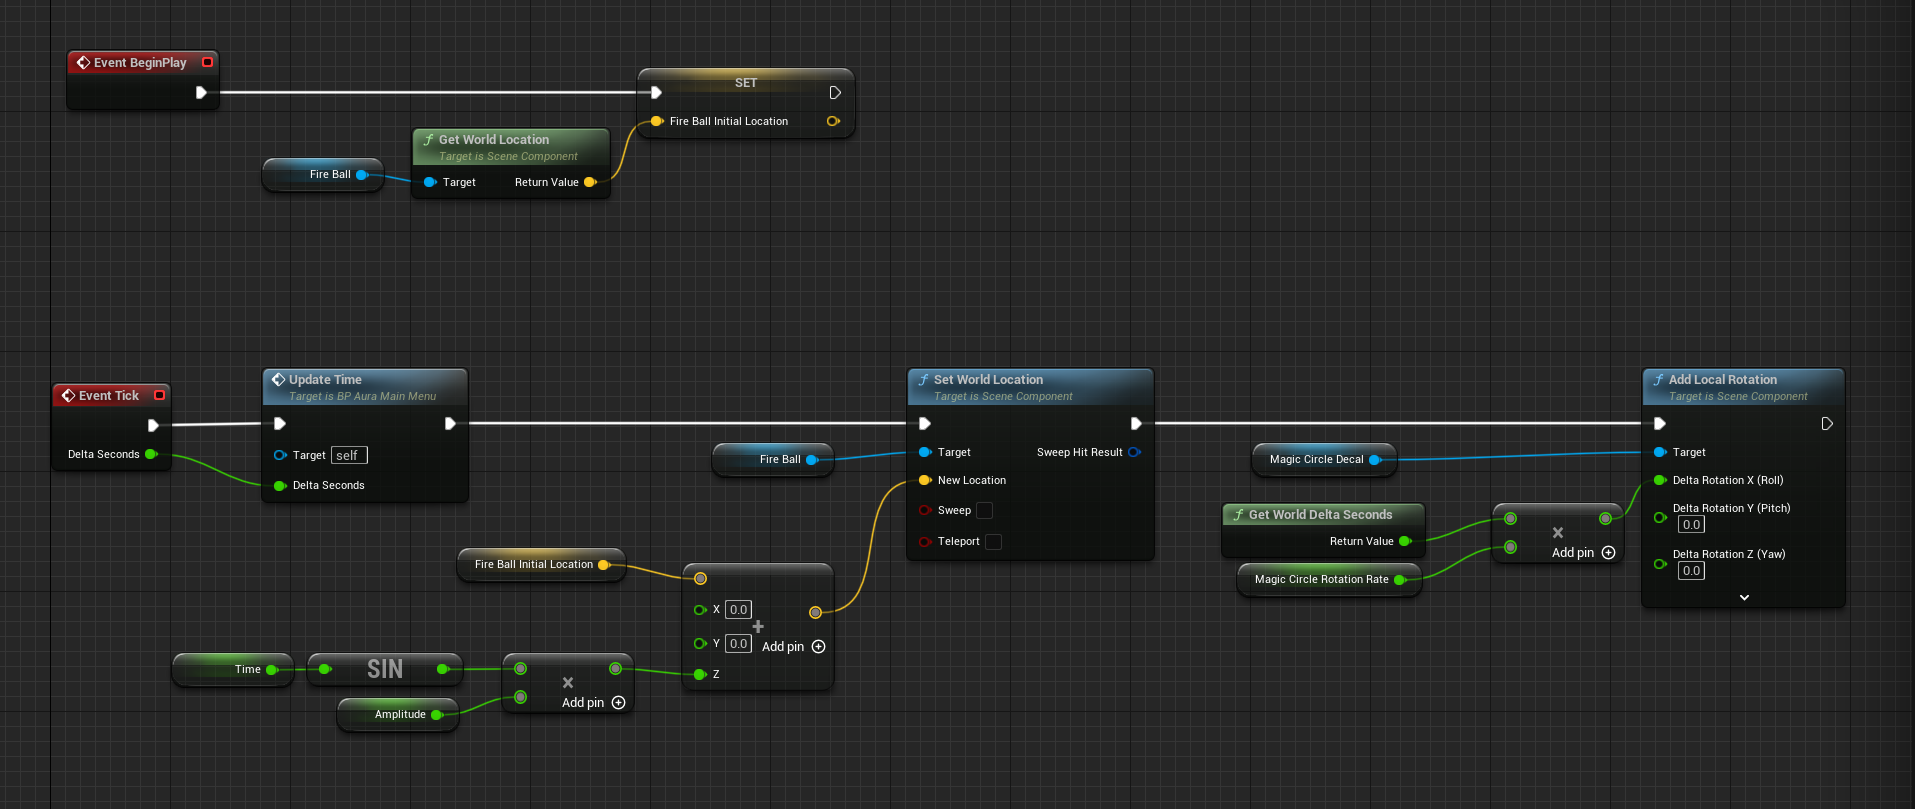 Event BeginPlay
SET
Fire Ball Initial Location
f Get World Location
Target is Scene Component
Fire Ball
Target
Return Value
Event Tick
Delta Seconds
Update Time
Target is BP Aura Main Menu
Target self
Delta Seconds
Fire Ball
f Set World Location
Target is Scene Component
Target
Sweep Hit Result
New Location
Sweep
Teleport
Magic Circle Decal
f Get World Delta Seconds
Return Value
Magic Circle Rotation Rate
×
Add pin
f Add Local Rotation
Target is Scene Component
Target
Delta Rotation X (Roll)
Delta Rotation Y (Pitch)
0.0
Delta Rotation Z (Yaw)
0.0
Fire Ball Initial Location
X 0.0
+
Y 0.0
Add pin
Z
Time
SIN
Amplitude
×
Add pin